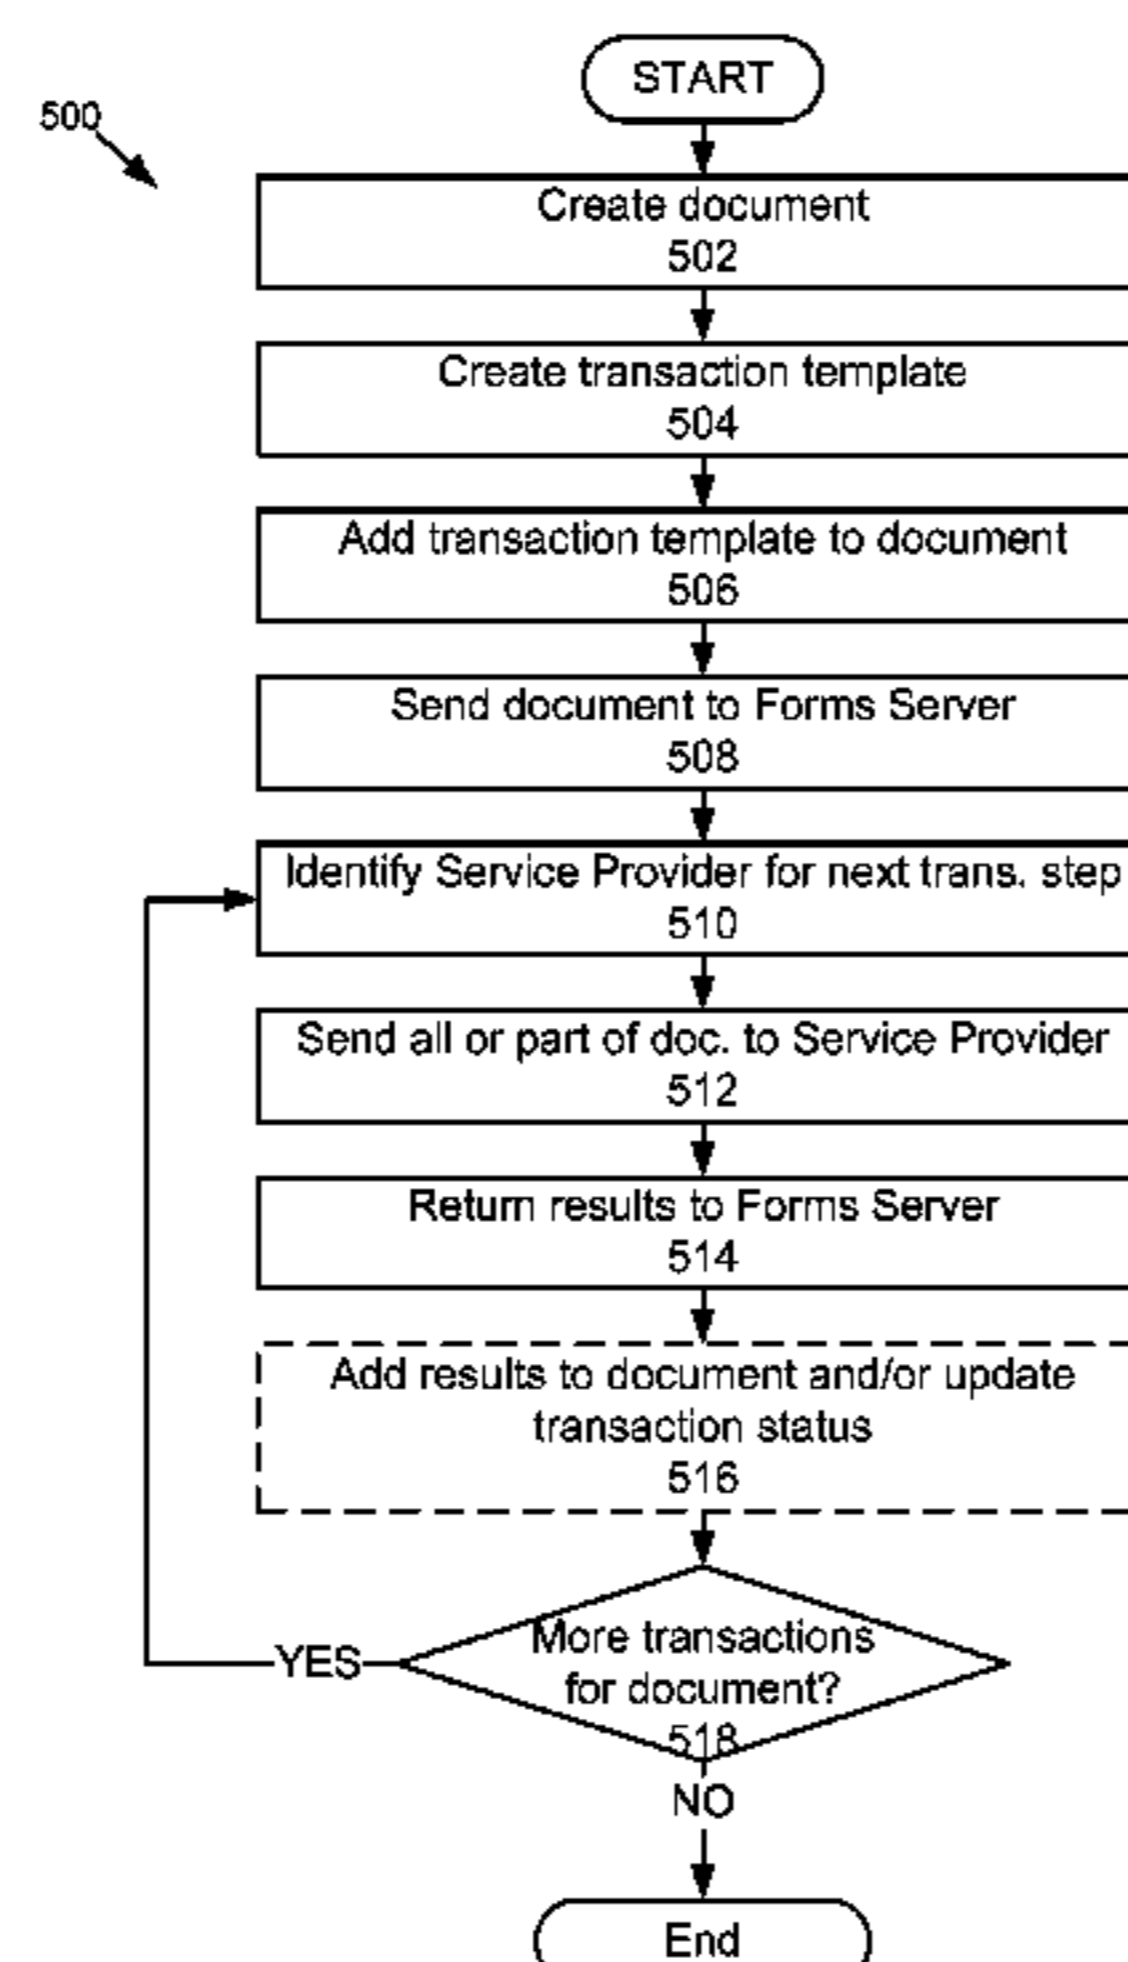 START
500
Create document
502
Create transaction template
504
Add transaction template to document
506
Send document to Forms Server
508
Identify Service Provider for next trans. step
510
Send all or part of doc. to Service Provider
512
Return results to Forms Server
514
Add results to document and/or update
transaction status
516
More transactions
for document?
518
YES
NO
End